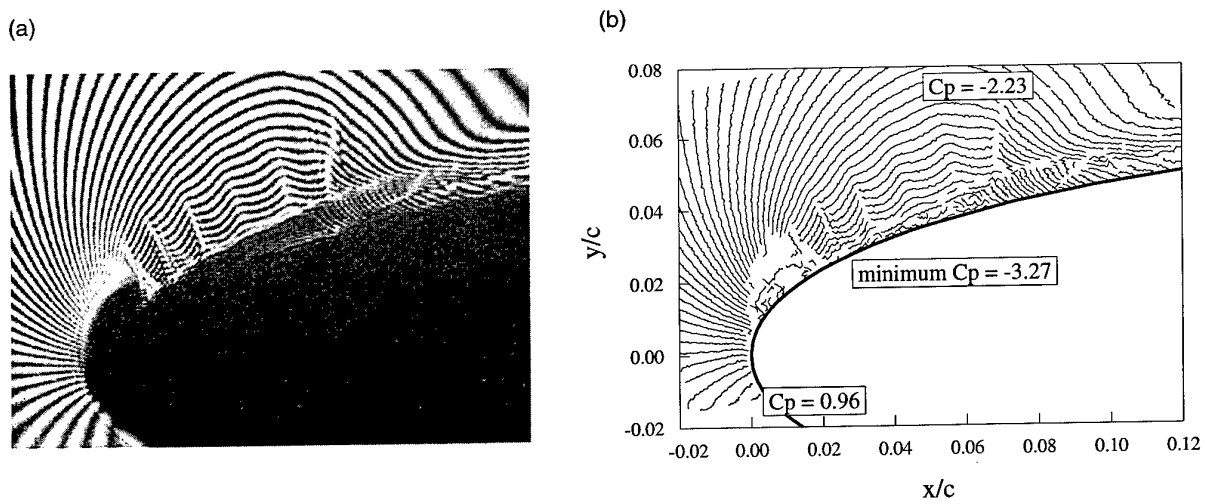 (a)
(b)
0.08
0.06
0.04
0.02
0.00
-0.02
y/c
Cp = -2.23
minimum Cp = -3.27
Cp = 0.96
-0.02 0.00 0.02 0.04 0.06 0.08 0.10 0.12
x/c